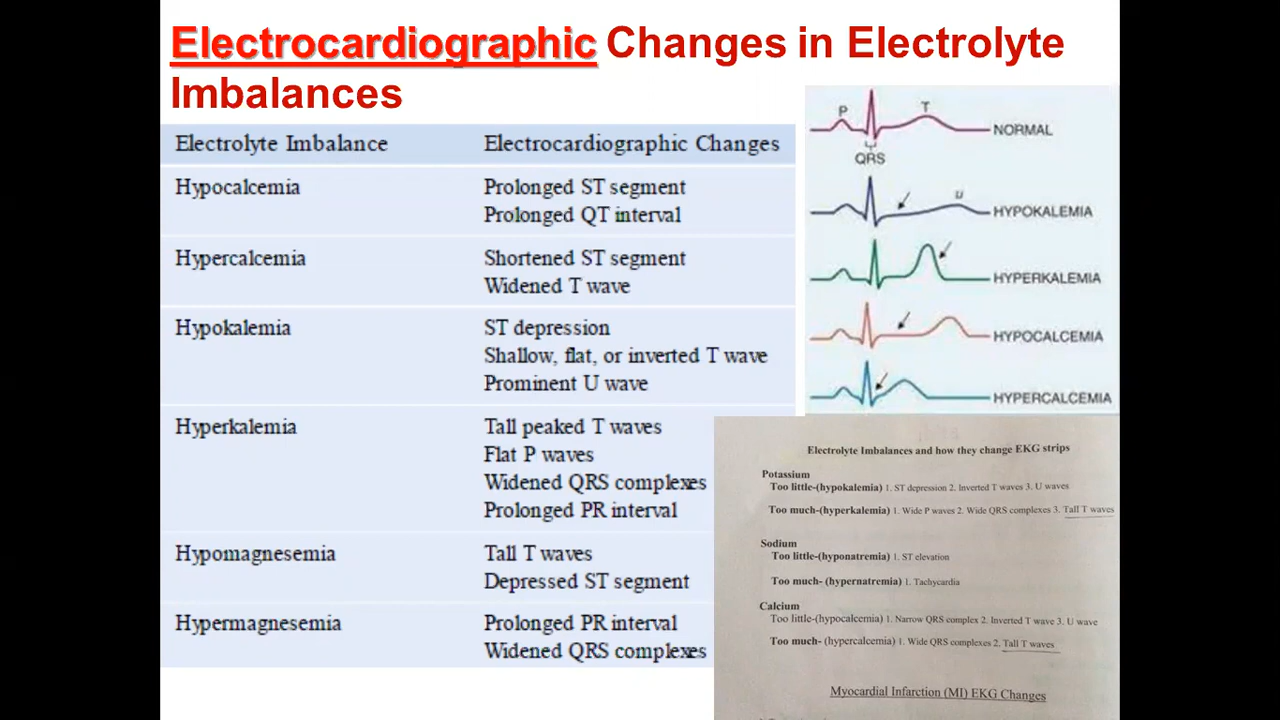 Electrocardiographic Changes in Electrolyte
Imbalances
Electrolyte Imbalance Electrocardiographic Changes
Hypocalcemia Prolonged ST segment
Prolonged QT interval
Hypercalcemia Shortened ST segment
Widened T wave
Hypokalemia ST depression
Shallow, flat, or inverted T wave
Prominent U wave
Hyperkalemia Tall peaked T waves
Flat P waves
Widened QRS complexes
Prolonged PR interval
Hypomagnesemia Tall T waves
Depressed ST segment
Hypermagnesemia Prolonged PR interval
Widened QRS complexes
P T
NORMAL
QRS
U
HYPOKALEMIA
HYPERKALEMIA
HYPOCALCEMIA
HYPERCALCEMIA
Electrolyte Imbalances and how they change EKG strips
Potassium
Too little-(hypokalemia) 1. ST depression 2. Inverted T waves 3. U waves
Too much-(hyperkalemia) 1. Wide P waves 2. Wide QRS complexes 3. Tall T waves
Sodium
Too little-(hyponatremia) 1. ST elevation
Too much- (hypernatremia) 1. Tachycardia
Calcium
Too little-(hypocalcemia) 1. Narrow QRS complex 2. Inverted T wave 3. U wave
Too much- (hypercalcemia) 1. Wide QRS complexes 2. Tall T waves
Myocardial Infarction (MI) EKG Changes